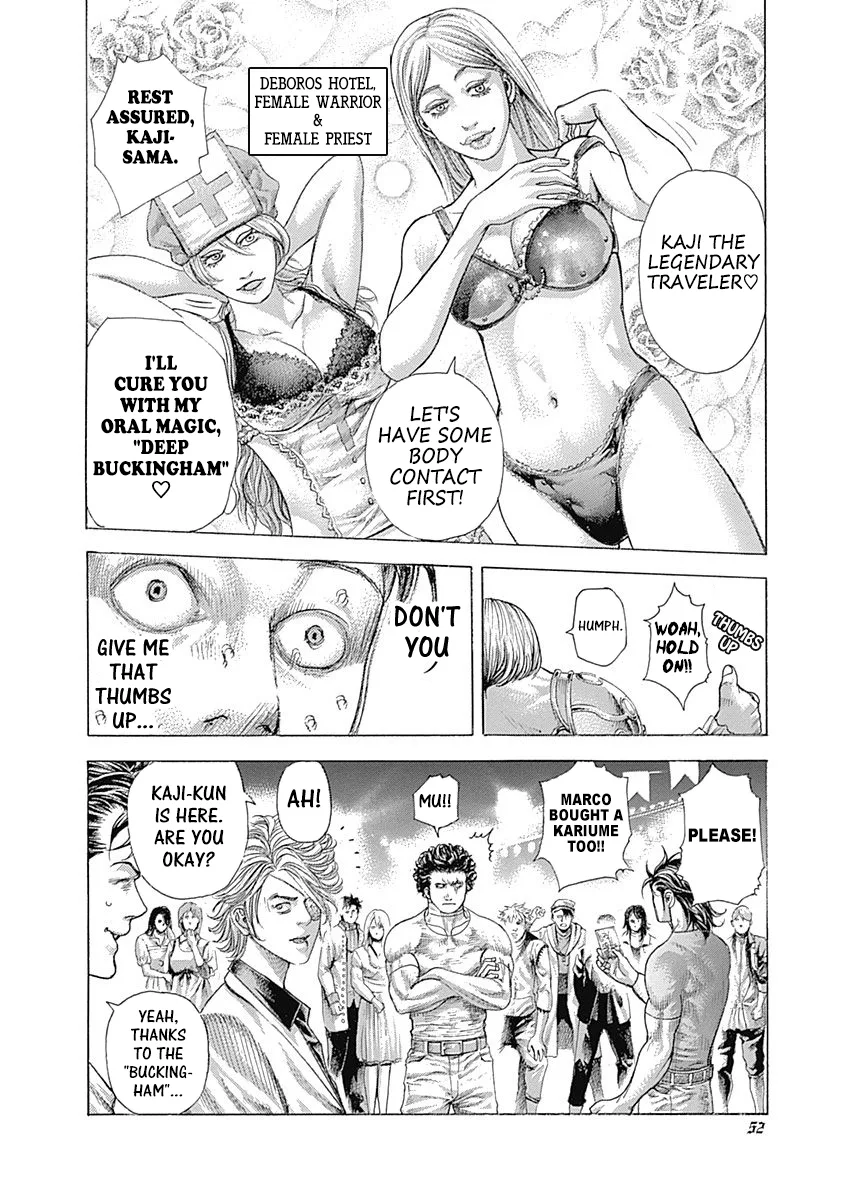 KAJI THE
LEGENDARY
TRAVELER♡
DEBOROS HOTEL,
FEMALE WARRIOR
&
FEMALE PRIEST
REST
ASSURED,
KAJI-
SAMA.
LET'S
HAVE SOME
BODY
CONTACT
FIRST!
I'LL
CURE YOU
WITH MY
ORAL MAGIC,
"DEEP
BUCKINGHAM"
♡
THUMBS
UP
WOAH,
HOLD
ON!!
HUMPH.
DON'T
YOU
GIVE ME
THAT
THUMBS
UP...
PLEASE!
MARCO
BOUGHT A
KARIUME
TOO!!
MU!!
AH!
KAJI-KUN
IS HERE.
ARE YOU
OKAY?
YEAH,
THANKS
TO THE
"BUCKING-
HAM"...
52